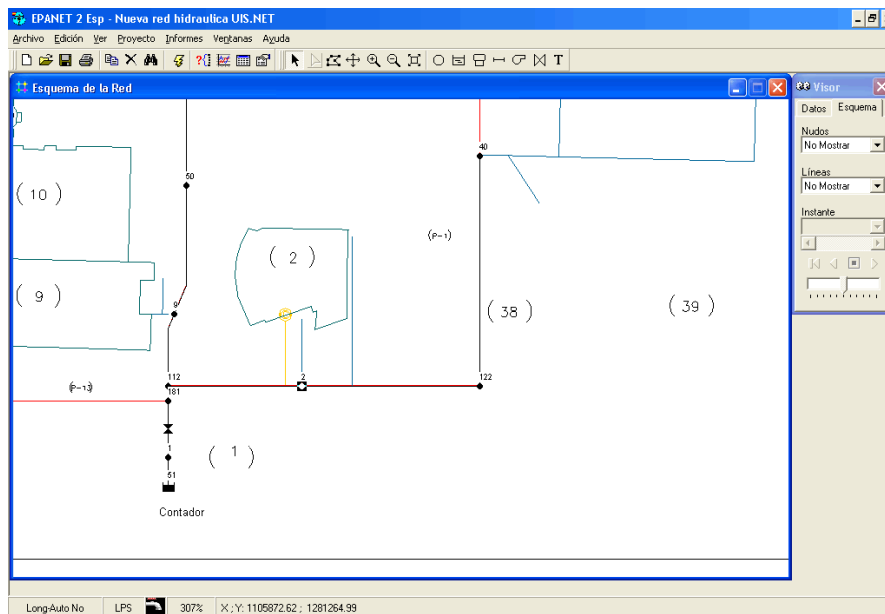 EPANET 2 Esp - Nueva red hidraulica UIS.NET
Archivo Edición Ver Proyecto Informes Ventanas Ayuda
T
Esquema de la Red
Visor
Datos Esquema
Nudos
No Mostrar
Líneas
No Mostrar
Instante
50
40
( 10 )
( 2 )
(P-1)
( 9 )
9
( 38 )
( 39 )
112
2
122
(P-13)
181
1
( 1 )
51
Contador
Long-Auto No LPS 307% X ; Y: 1105872.62 ; 1281264.99